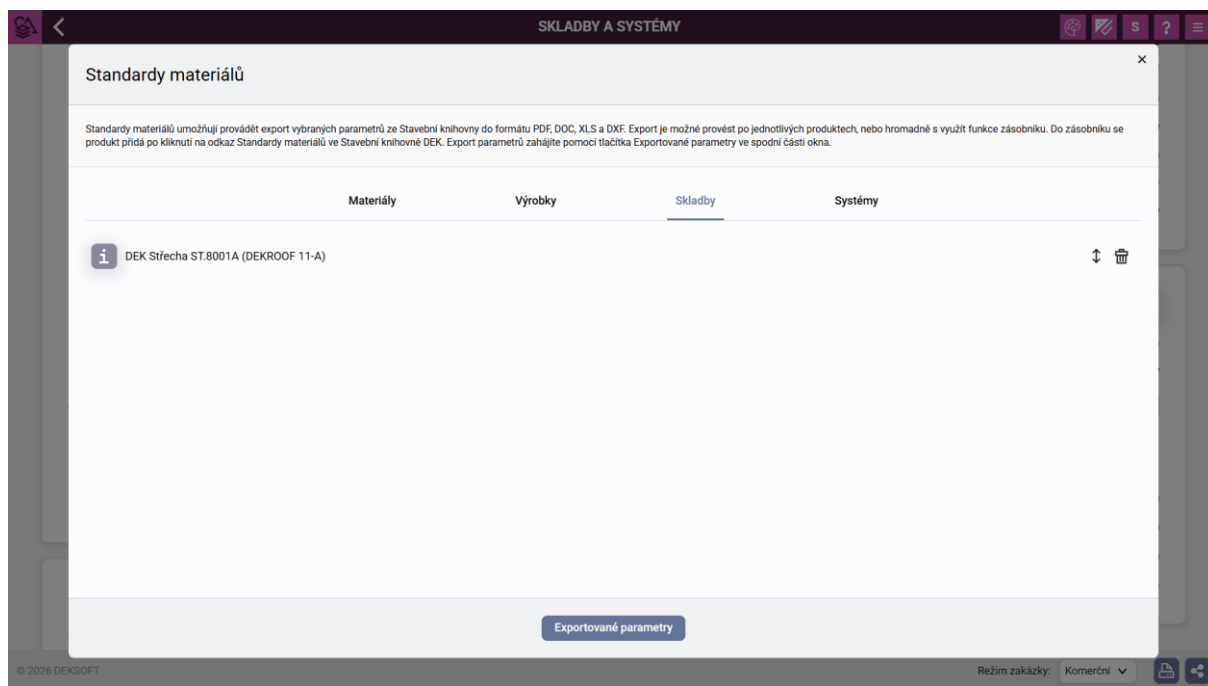 SKLADBY A SYSTÉMY
S ? ≡
Standardy materiálů
×
Standardy materiálů umožňují provádět export vybraných parametrů ze Stavební knihovny do formátu PDF, DOC, XLS a DXF. Export je možné provést po jednotlivých produktech, nebo hromadně s využít funkce zásobníku. Do zásobníku se
produkt přidá po kliknutí na odkaz Standardy materiálů ve Stavební knihovně DEK. Export parametrů zahájíte pomocí tlačítka Exportované parametry ve spodní části okna.
Materiály Výrobky Skladby Systémy
i DEK Střecha ST.8001A (DEKROOF 11-A)
Exportované parametry
© 2026 DEKSOFT Režim zakázky: Komerční